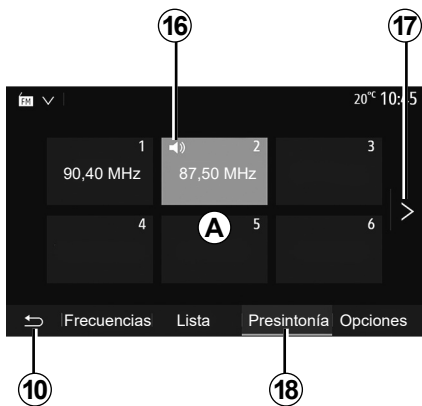 16
17
FM
20°C 10:45
1
2
3
90,40 MHz
87,50 MHz
4
A
5
6
Frecuencias
Lista
Presintonía
Opciones
10
18